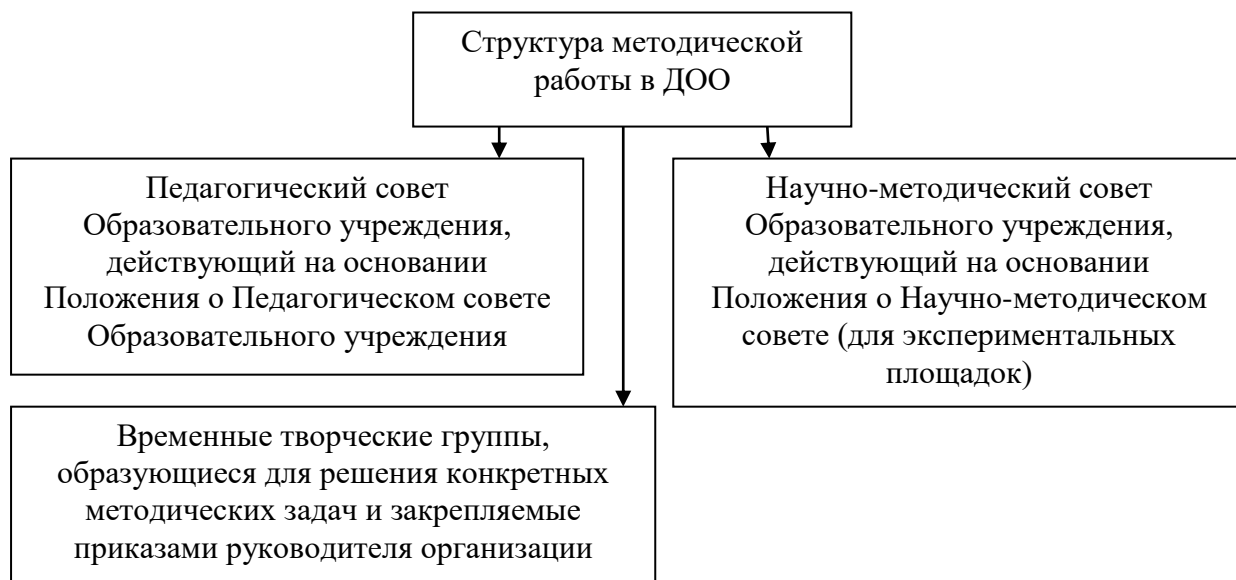 Структура методической
работы в ДОО
Педагогический совет
Образовательного учреждения,
действующий на основании
Положения о Педагогическом совете
Образовательного учреждения
Научно-методический совет
Образовательного учреждения,
действующий на основании
Положения о Научно-методическом
совете (для экспериментальных
площадок)
Временные творческие группы,
образующиеся для решения конкретных
методических задач и закрепляемые
приказами руководителя организации